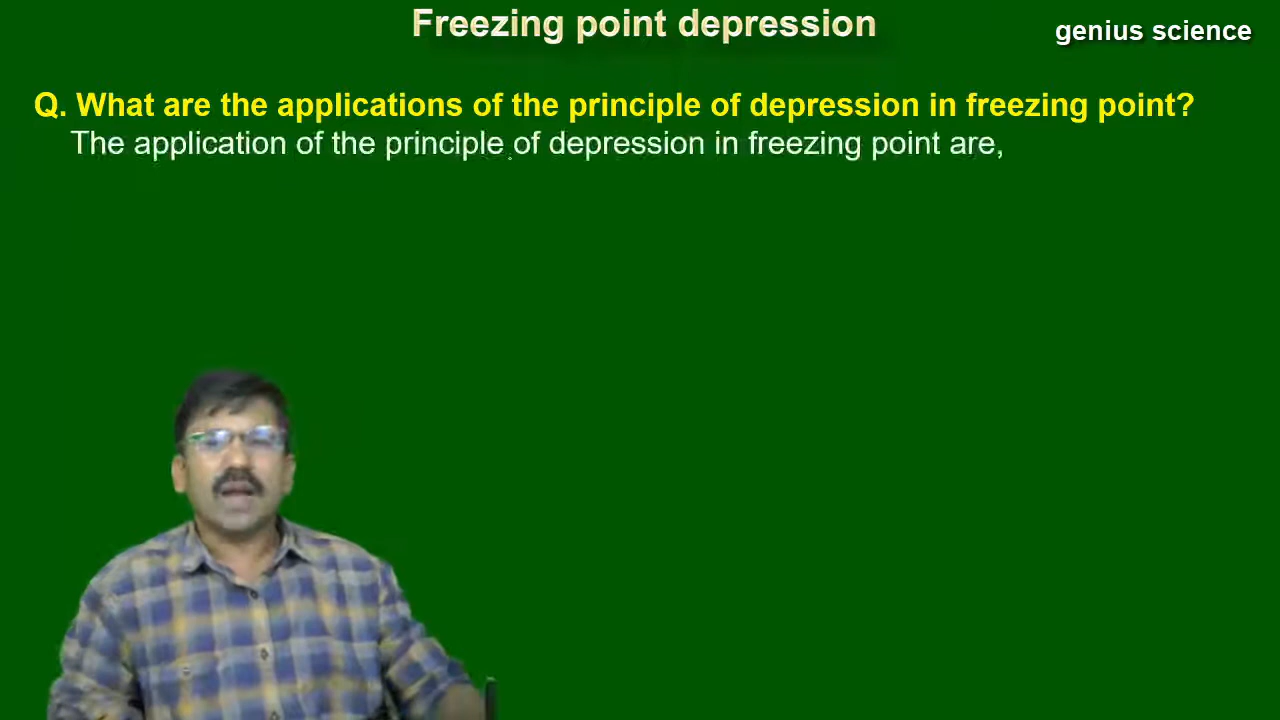 Freezing point depression
genius science
Q. What are the applications of the principle of depression in freezing point?
The application of the principle of depression in freezing point are,